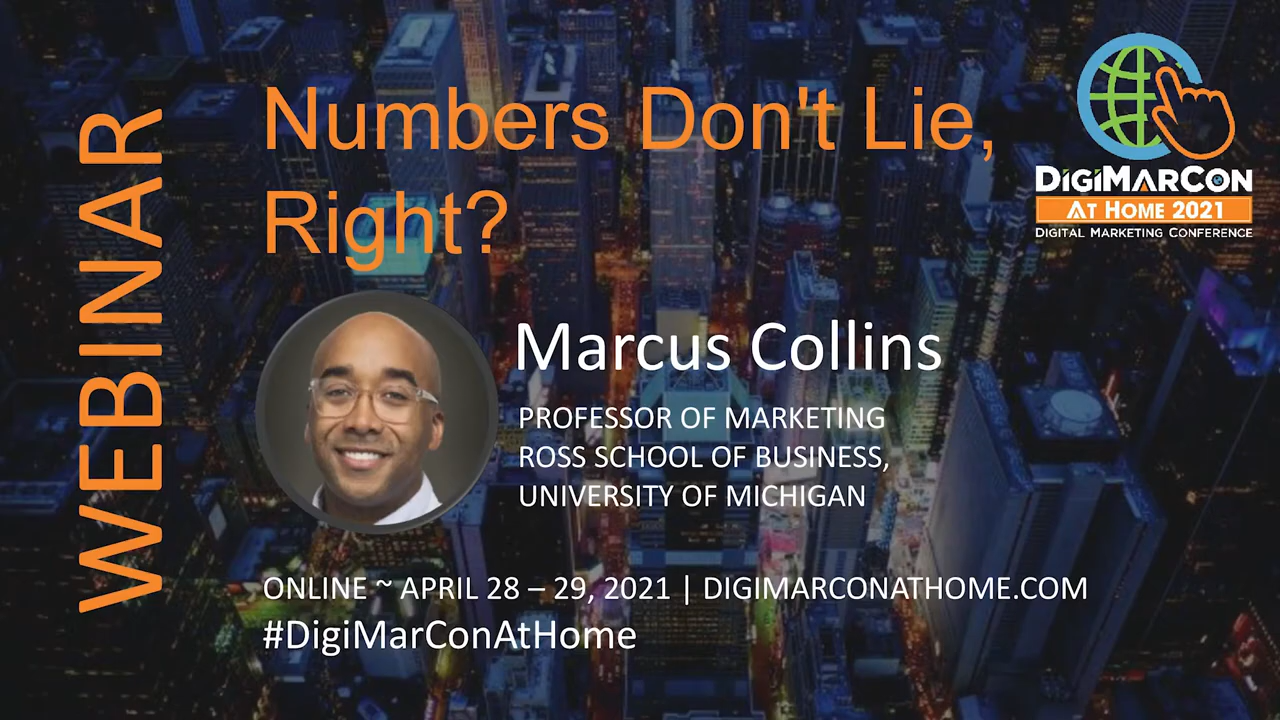 WEBINAR
Numbers Don't Lie,
Right?
DIGIMARCON
AT HOME 2021
DIGITAL MARKETING CONFERENCE
Marcus Collins
PROFESSOR OF MARKETING
ROSS SCHOOL OF BUSINESS,
UNIVERSITY OF MICHIGAN
ONLINE ~ APRIL 28 – 29, 2021 | DIGIMARCONATHOME.COM
#DigiMarConAtHome